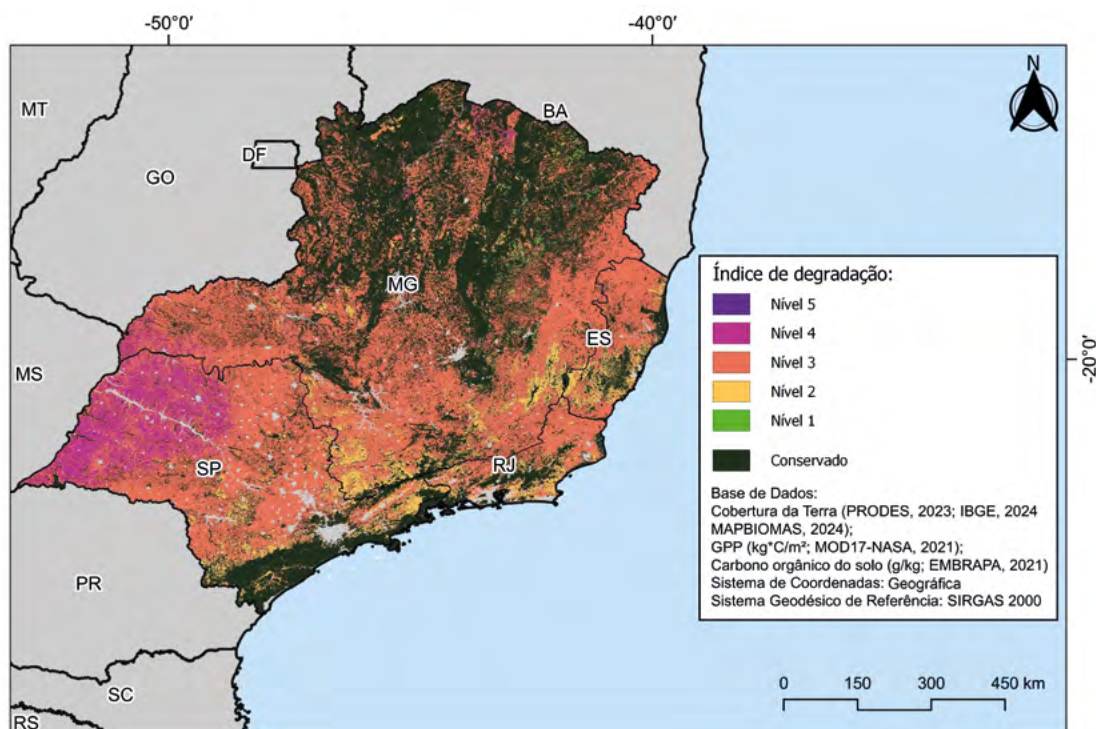 -50°0′
-40°0′
N
MT
BA
DF
GO
MG
ES
MS
-20°0′
SP
RJ
PR
SC
RS
Índice de degradação:
Nível 5
Nível 4
Nível 3
Nível 2
Nível 1
Conservado
Base de Dados:
Cobertura da Terra (PRODES, 2023; IBGE, 2024
MAPBIOMAS, 2024);
GPP (kg*C/m²; MOD17-NASA, 2021);
Carbono orgânico do solo (g/kg; EMBRAPA, 2021)
Sistema de Coordenadas: Geográfica
Sistema Geodésico de Referência: SIRGAS 2000
0 150 300 450 km